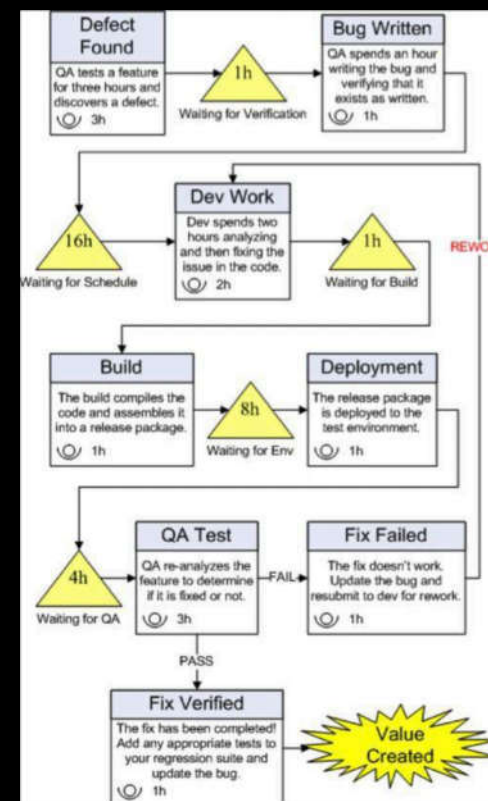 Defect
Found
QA tests a feature
for three hours and
discovers a defect.
3h
1h
Waiting for Verification
Bug Written
QA spends an hour
writing the bug and
verifying that it
exists as written.
1h
16h
Waiting for Schedule
Dev Work
Dev spends two
hours analyzing
and then fixing the
issue in the code.
2h
1h
Waiting for Build
REWO
Build
The build compiles the
code and assembles it
into a release package.
1h
8h
Waiting for Env
Deployment
The release package
is deployed to the
test environment.
1h
4h
Waiting for QA
QA Test
QA re-analyzes the
feature to determine
if it is fixed or not.
3h
FAIL
Fix Failed
The fix doesn't work.
Update the bug and
resubmit to dev for rework.
1h
PASS
Fix Verified
The fix has been completed!
Add any appropriate tests to
your regression suite and
update the bug.
1h
Value
Created